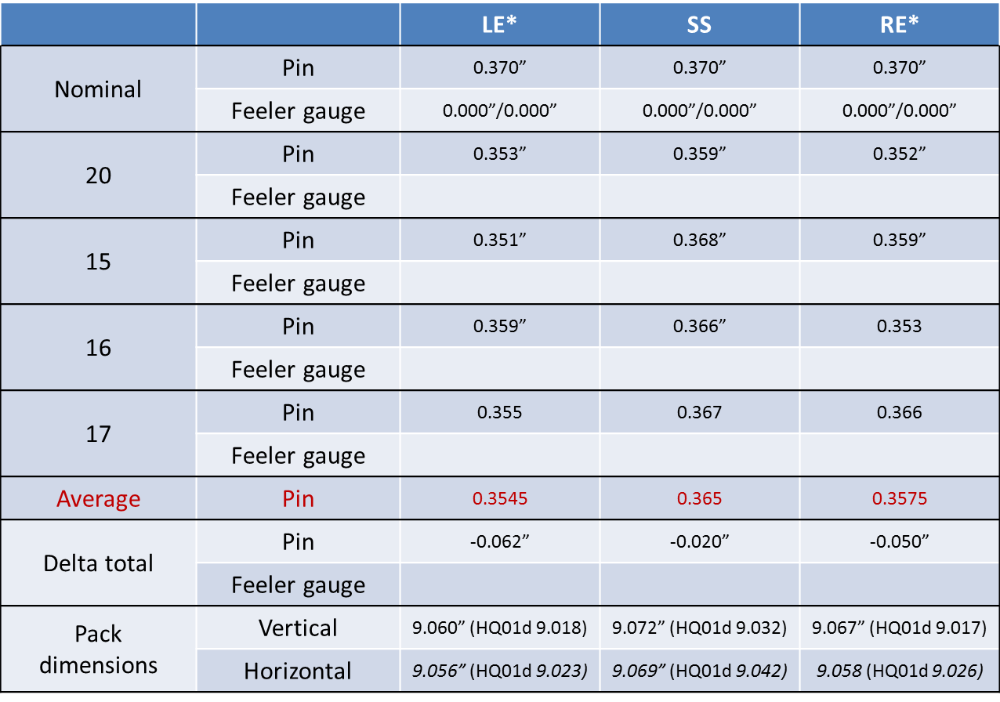 LE* SS RE*
Nominal Pin 0.370” 0.370” 0.370”
Feeler gauge 0.000”/0.000” 0.000”/0.000” 0.000”/0.000”
20 Pin 0.353” 0.359” 0.352”
Feeler gauge
15 Pin 0.351” 0.368” 0.359”
Feeler gauge
16 Pin 0.359” 0.366” 0.353
Feeler gauge
17 Pin 0.355 0.367 0.366
Feeler gauge
Average Pin 0.3545 0.365 0.3575
Delta total Pin -0.062” -0.020” -0.050”
Feeler gauge
Pack dimensions Vertical 9.060” (HQ01d 9.018) 9.072” (HQ01d 9.032) 9.067” (HQ01d 9.017)
Horizontal 9.056” (HQ01d 9.023) 9.069” (HQ01d 9.042) 9.058 (HQ01d 9.026)